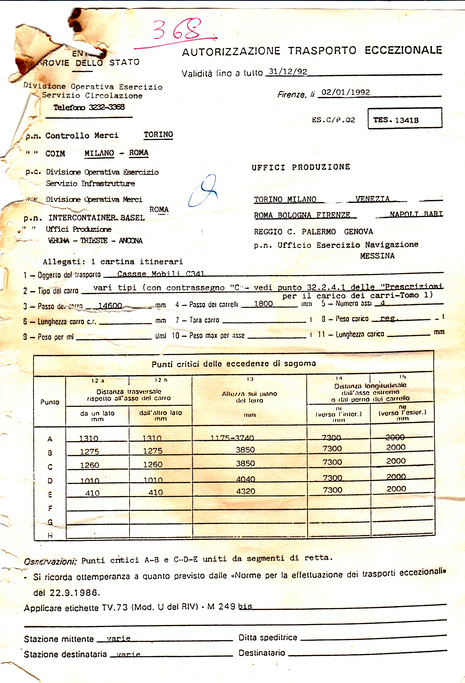 368
ENTE
FERROVIE DELLO STATO
AUTORIZZAZIONE TRASPORTO ECCEZIONALE
Validità fino a tutto 31/12/92
Divisione Operativa Esercizio
Servizio Circolazione
Telefono 3232-3368
Firenze, li 02/01/1992
ES.C/P.02 TES. 1341B
p.n. Controllo Merci TORINO
" " COIM MILANO - ROMA
p.c. Divisione Operativa Esercizio
Servizio Infrastrutture
UFFICI PRODUZIONE
Divisione Operativa Merci
ROMA
TORINO MILANO VENEZIA
p.n. INTERCONTAINER BASEL
ROMA BOLOGNA FIRENZE NAPOLI BARI
" " Uffici Produzione
REGGIO C. PALERMO GENOVA
VERONA - TRIESTE - ANCONA
p.n. Ufficio Esercizio Navigazione
MESSINA
Allegati: 1 cartina itinerari
1 - Oggetto del trasporto Cassse Mobili C341
2 - Tipo del carro vari tipi (con contrassegno "C" - vedi punto 32.2.4.1 delle "Prescrizioni
per il carico dei carri-Tomo 1)
3 - Passo del carro 14600 mm 4 - Passo dei carrelli 1800 mm 5 - Numero assi 4
6 - Lunghezza carro c.r. mm 7 - Tara carro t 8 - Peso carico reg. t
9 - Peso per ml t/ml 10 - Peso max per asse t 11 - Lunghezza carico mm
Punti critici delle eccedenze di sagoma
12 a 12 b 13 14 15
Punto
Distanza trasversale
rispetto all'asse del carro
Altezza sul piano
del ferro
Distanza longitudinale
dall'asse estremo
o dal perno del carrello
da un lato
mm
dall'altro lato
mm
mm
ni
(verso l'inter.)
mm
ne
(verso l'ester.)
mm
A 1310 1310 1175-3740 7300 2000
B 1275 1275 3850 7300 2000
C 1260 1260 3850 7300 2000
D 1010 1010 4040 7300 2000
E 410 410 4320 7300 2000
F
G
H
Osservazioni: Punti critici A-B e C-D-E uniti da segmenti di retta.
- Si ricorda ottemperanza a quanto previsto dalle «Norme per la effettuazione dei trasporti eccezionali»
del 22.9.1986.
Applicare etichette TV,73 (Mod. U del RIV) - M 249 bis
Stazione mittente varie Ditta speditrice
Stazione destinataria varie Destinatario